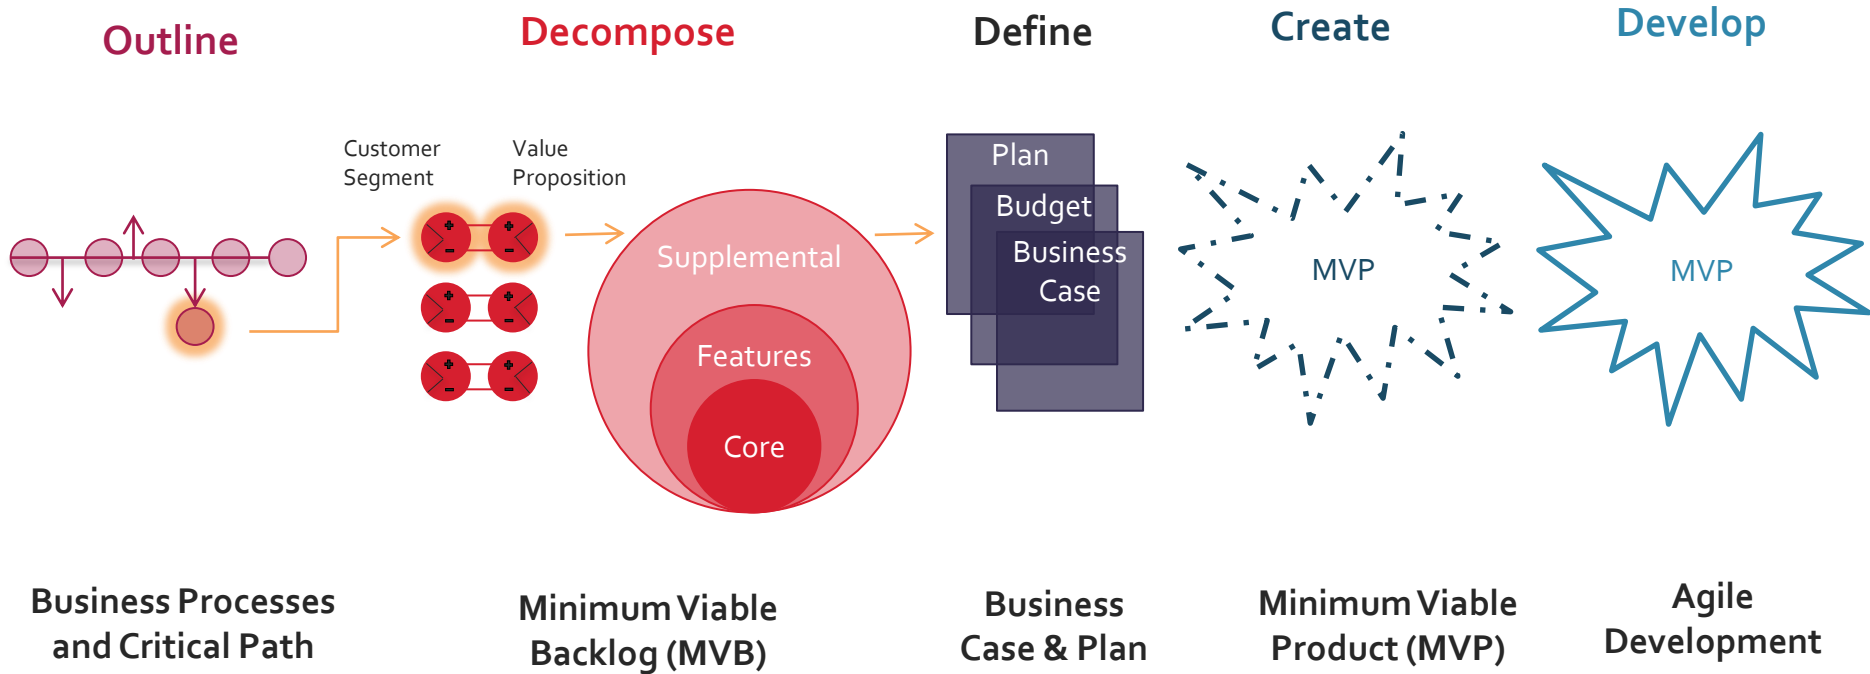 Outline
Decompose
Define
Create
Develop
Customer
Segment
Value
Proposition
+
-
+
-
+
-
+
-
+
-
+
-
Supplemental
Features
Core
Plan
Budget
Business
Case
MVP
MVP
Business Processes
and Critical Path
Minimum Viable
Backlog (MVB)
Business
Case & Plan
Minimum Viable
Product (MVP)
Agile
Development